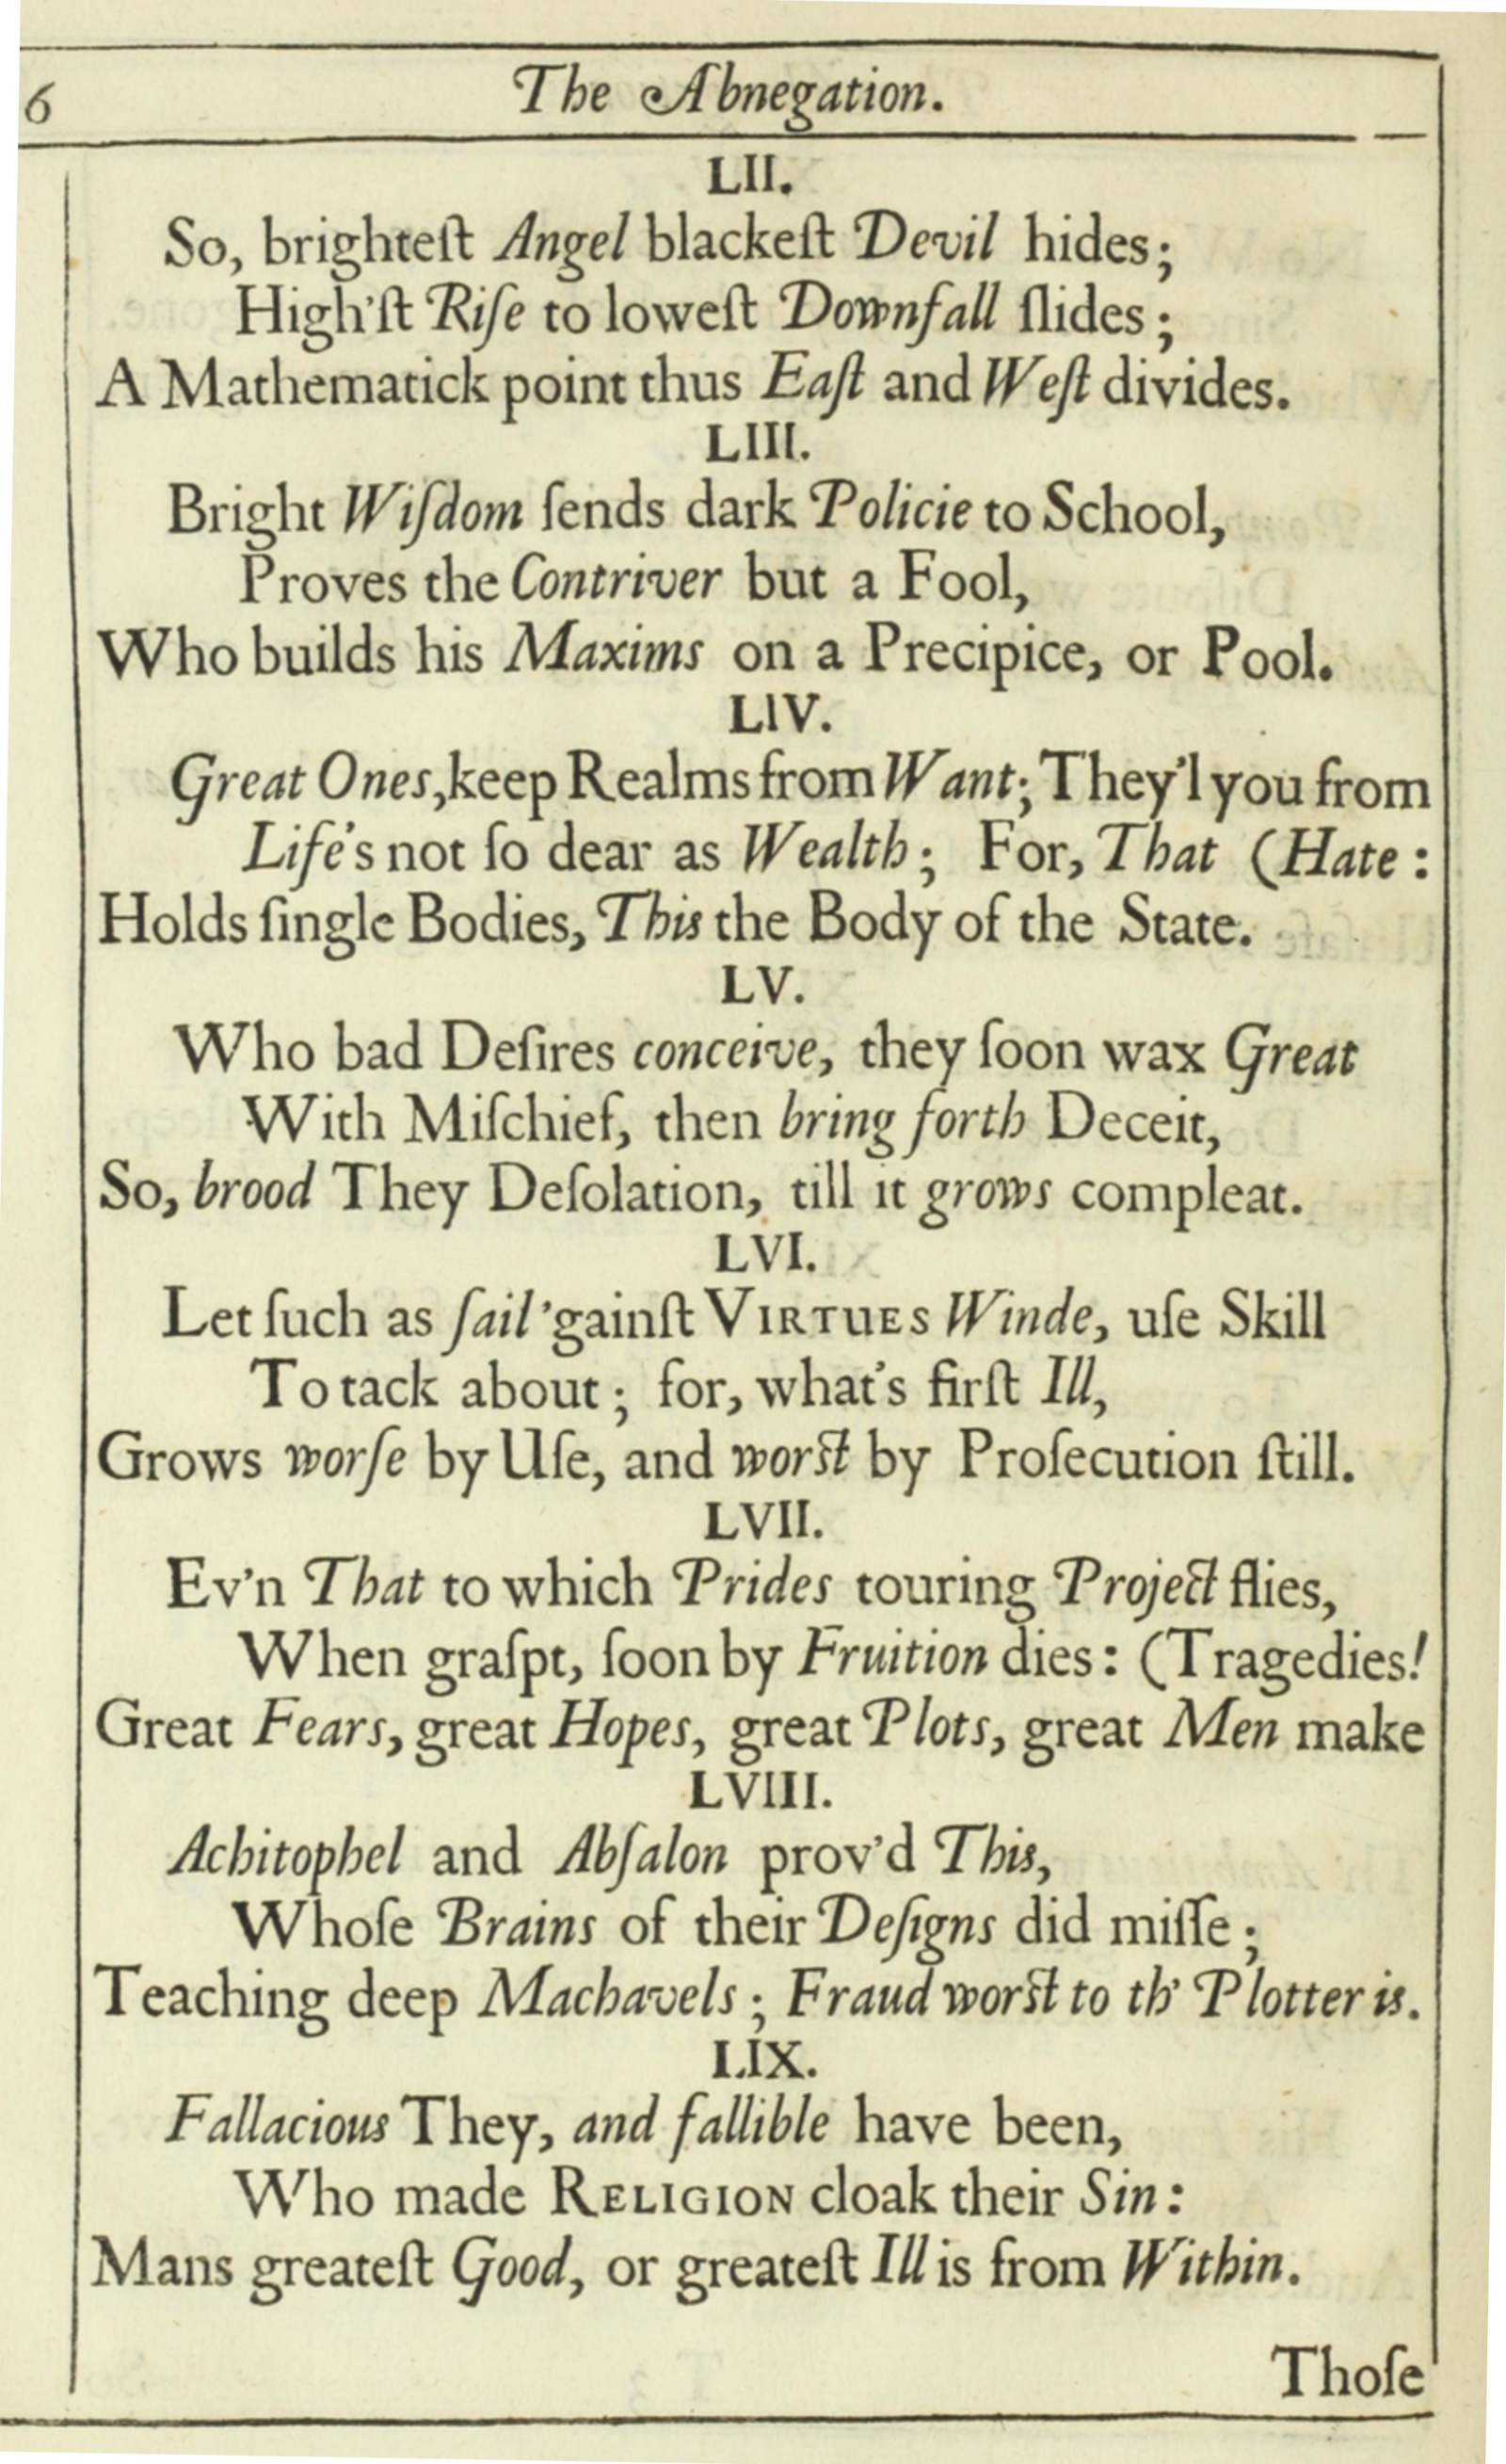 6
The Abnegation.
LII.
So, brighteſt Angel blackeſt Devil hides;
High'ſt Riſe to loweſt Downfall ſlides;
A Mathematick point thus Eaſt and Weſt divides.
LIII.
Bright Wiſdom ſends dark Policie to School,
Proves the Contriver but a Fool,
Who builds his Maxims on a Precipice, or Pool.
LIV.
Great Ones, keep Realms from Want; They'l you from
Life's not ſo dear as Wealth; For, That (Hate:
Holds ſingle Bodies, This the Body of the State.
LV.
Who bad Deſires conceive, they ſoon wax Great
With Miſchief, then bring forth Deceit,
So, brood They Deſolation, till it grows compleat.
LVI.
Let ſuch as ſail 'gainſt VIRTUES Winde, uſe Skill
To tack about; for, what's firſt Ill,
Grows worſe by Uſe, and worſt by Proſecution ſtill.
LVII.
Ev'n That to which Prides touring Project flies,
When graſpt, ſoon by Fruition dies: (Tragedies!
Great Fears, great Hopes, great Plots, great Men make
LVIII.
Achitophel and Abſalon prov'd This,
Whoſe Brains of their Deſigns did miſſe;
Teaching deep Machavels; Fraud worſt to th' Plotter is.
LIX.
Fallacious They, and fallible have been,
Who made RELIGION cloak their Sin:
Mans greateſt Good, or greateſt Ill is from Within.
Thoſe